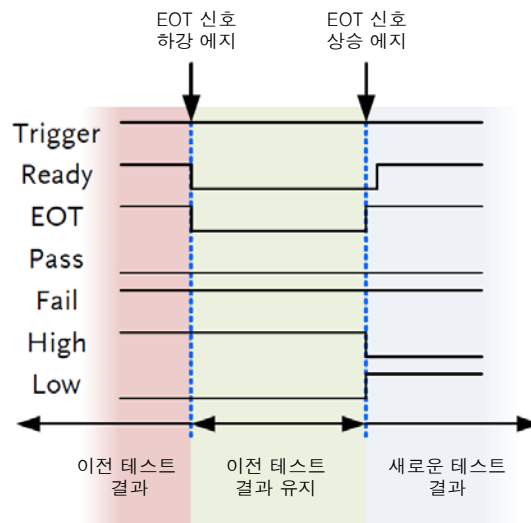 EOT 신호
하강 에지
EOT 신호
상승 에지
Trigger
Ready
EOT
Pass
Fail
High
Low
이전 테스트
결과
이전 테스트
결과 유지
새로운 테스트
결과